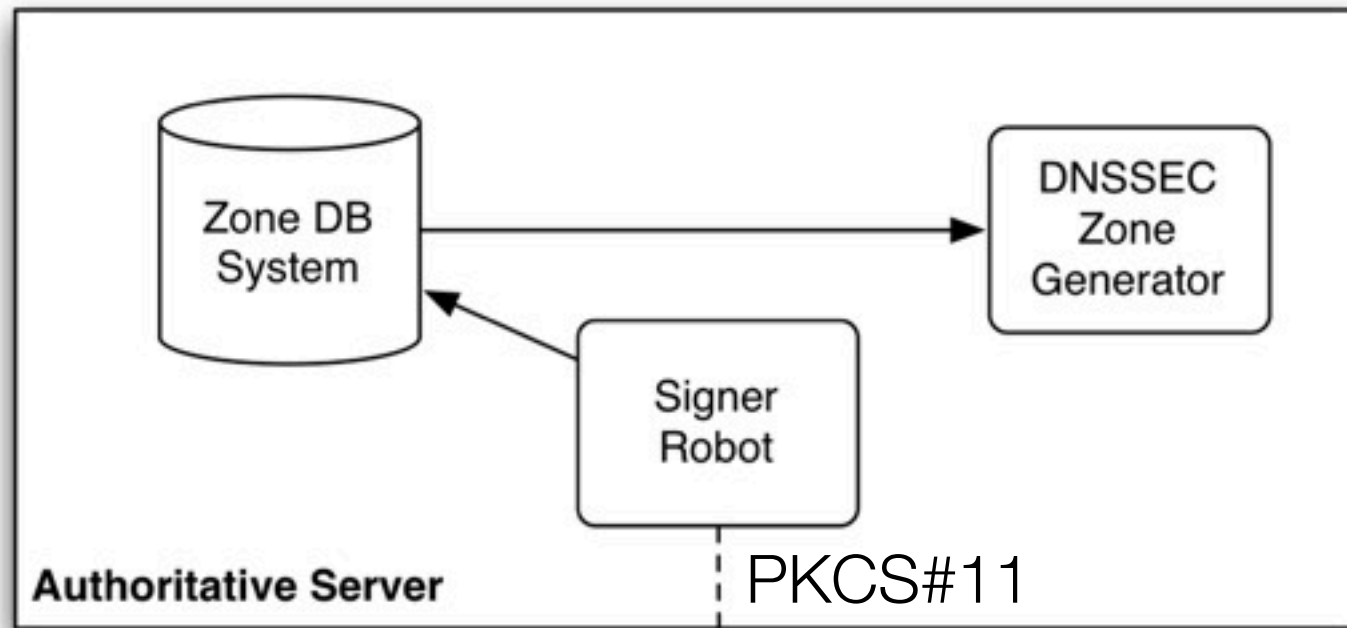 Zone DB
System
DNSSEC
Zone
Generator
Signer
Robot
Authoritative Server
PKCS#11